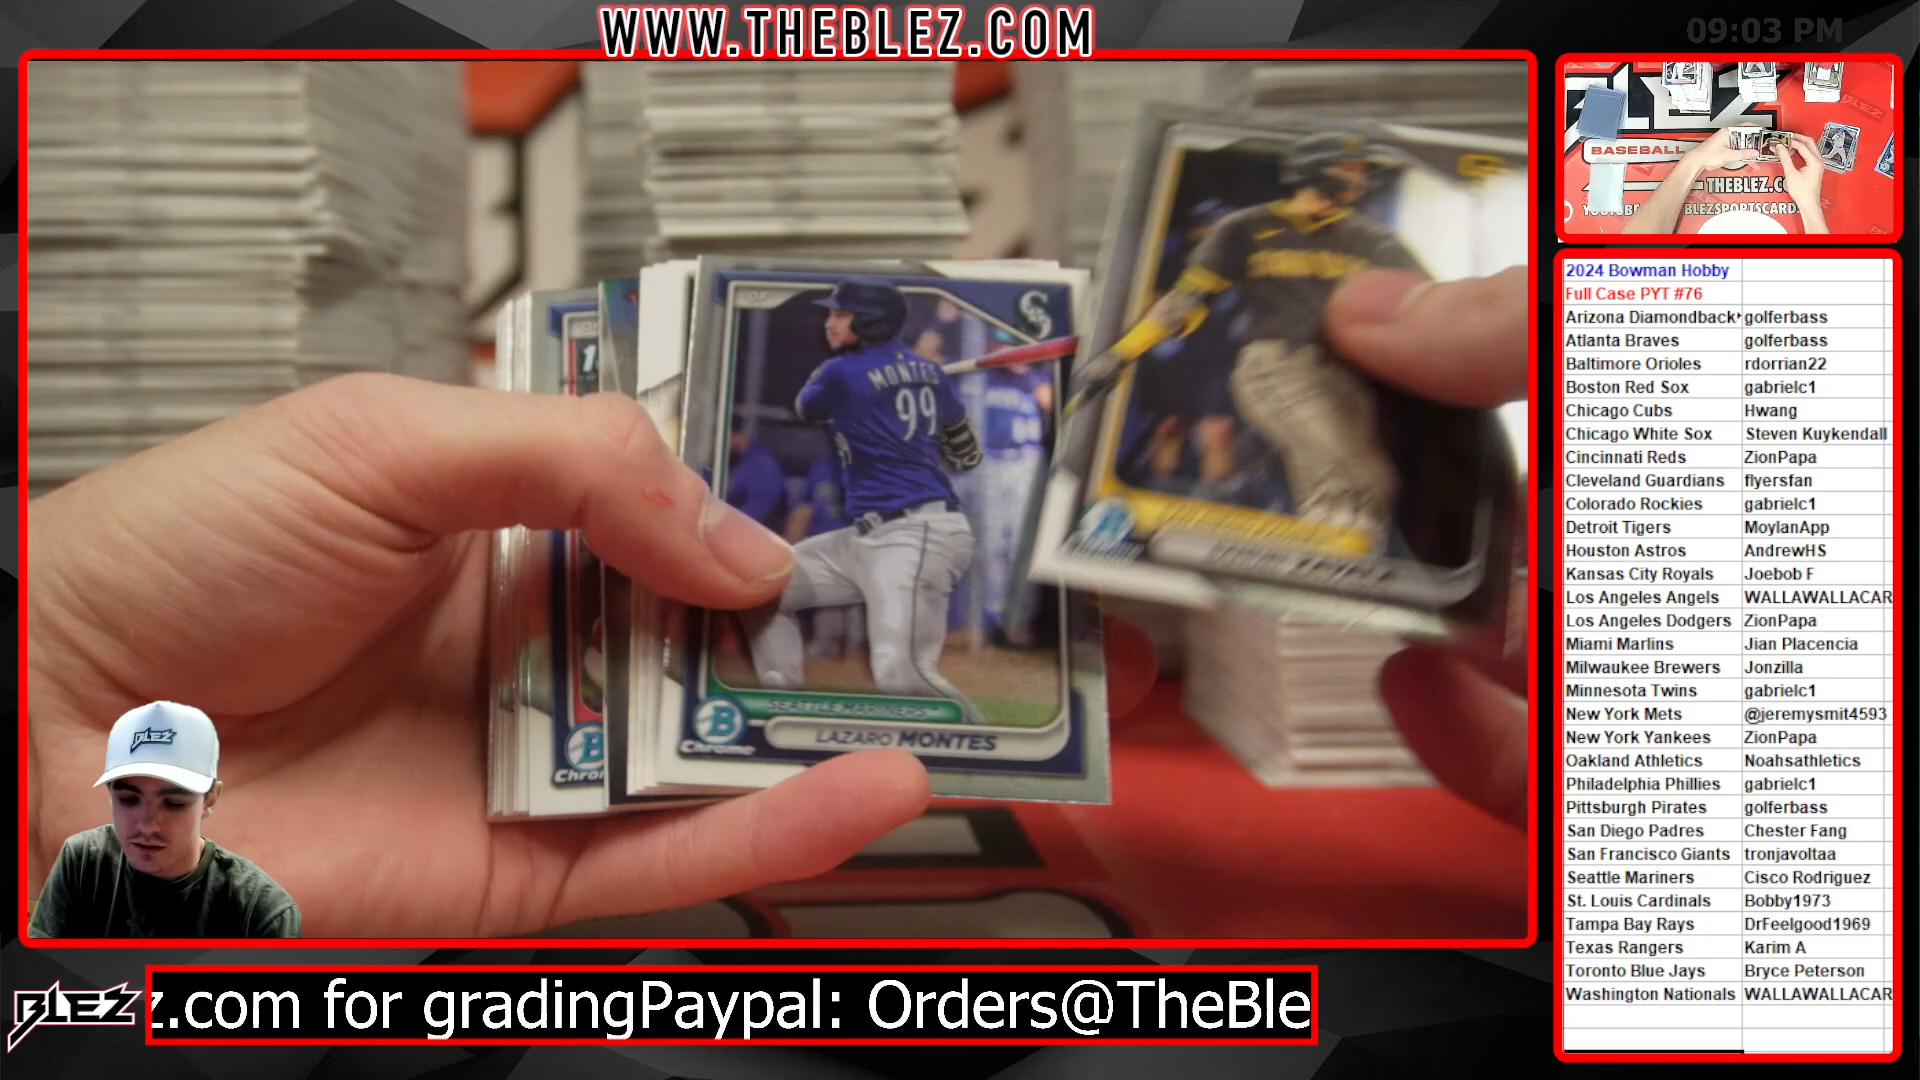 WWW.THEBLEZ.COM
09:03 PM
MONTES
99
SEATTLE MARINERS
LAZARO MONTES
B
Chrome
BLEZ
BASEBALL
THEBLEZ.CO
BLEZSPORTSCARDS
2024 Bowman Hobby
Full Case PYT #76
Arizona Diamondback golferbass
Atlanta Braves golferbass
Baltimore Orioles rdorrian22
Boston Red Sox gabrielc1
Chicago Cubs Hwang
Chicago White Sox Steven Kuykendall
Cincinnati Reds ZionPapa
Cleveland Guardians flyersfan
Colorado Rockies gabrielc1
Detroit Tigers MoylanApp
Houston Astros AndrewHS
Kansas City Royals Joebob F
Los Angeles Angels WALLAWALLACAR
Los Angeles Dodgers ZionPapa
Miami Marlins Jian Placencia
Milwaukee Brewers Jonzilla
Minnesota Twins gabrielc1
New York Mets @jeremysmit4593
New York Yankees ZionPapa
Oakland Athletics Noahsathletics
Philadelphia Phillies gabrielc1
Pittsburgh Pirates golferbass
San Diego Padres Chester Fang
San Francisco Giants tronjavoltaa
Seattle Mariners Cisco Rodriguez
St. Louis Cardinals Bobby1973
Tampa Bay Rays DrFeelgood1969
Texas Rangers Karim A
Toronto Blue Jays Bryce Peterson
Washington Nationals WALLAWALLACAR
BLEZ
z.com for gradingPaypal: Orders@TheBle